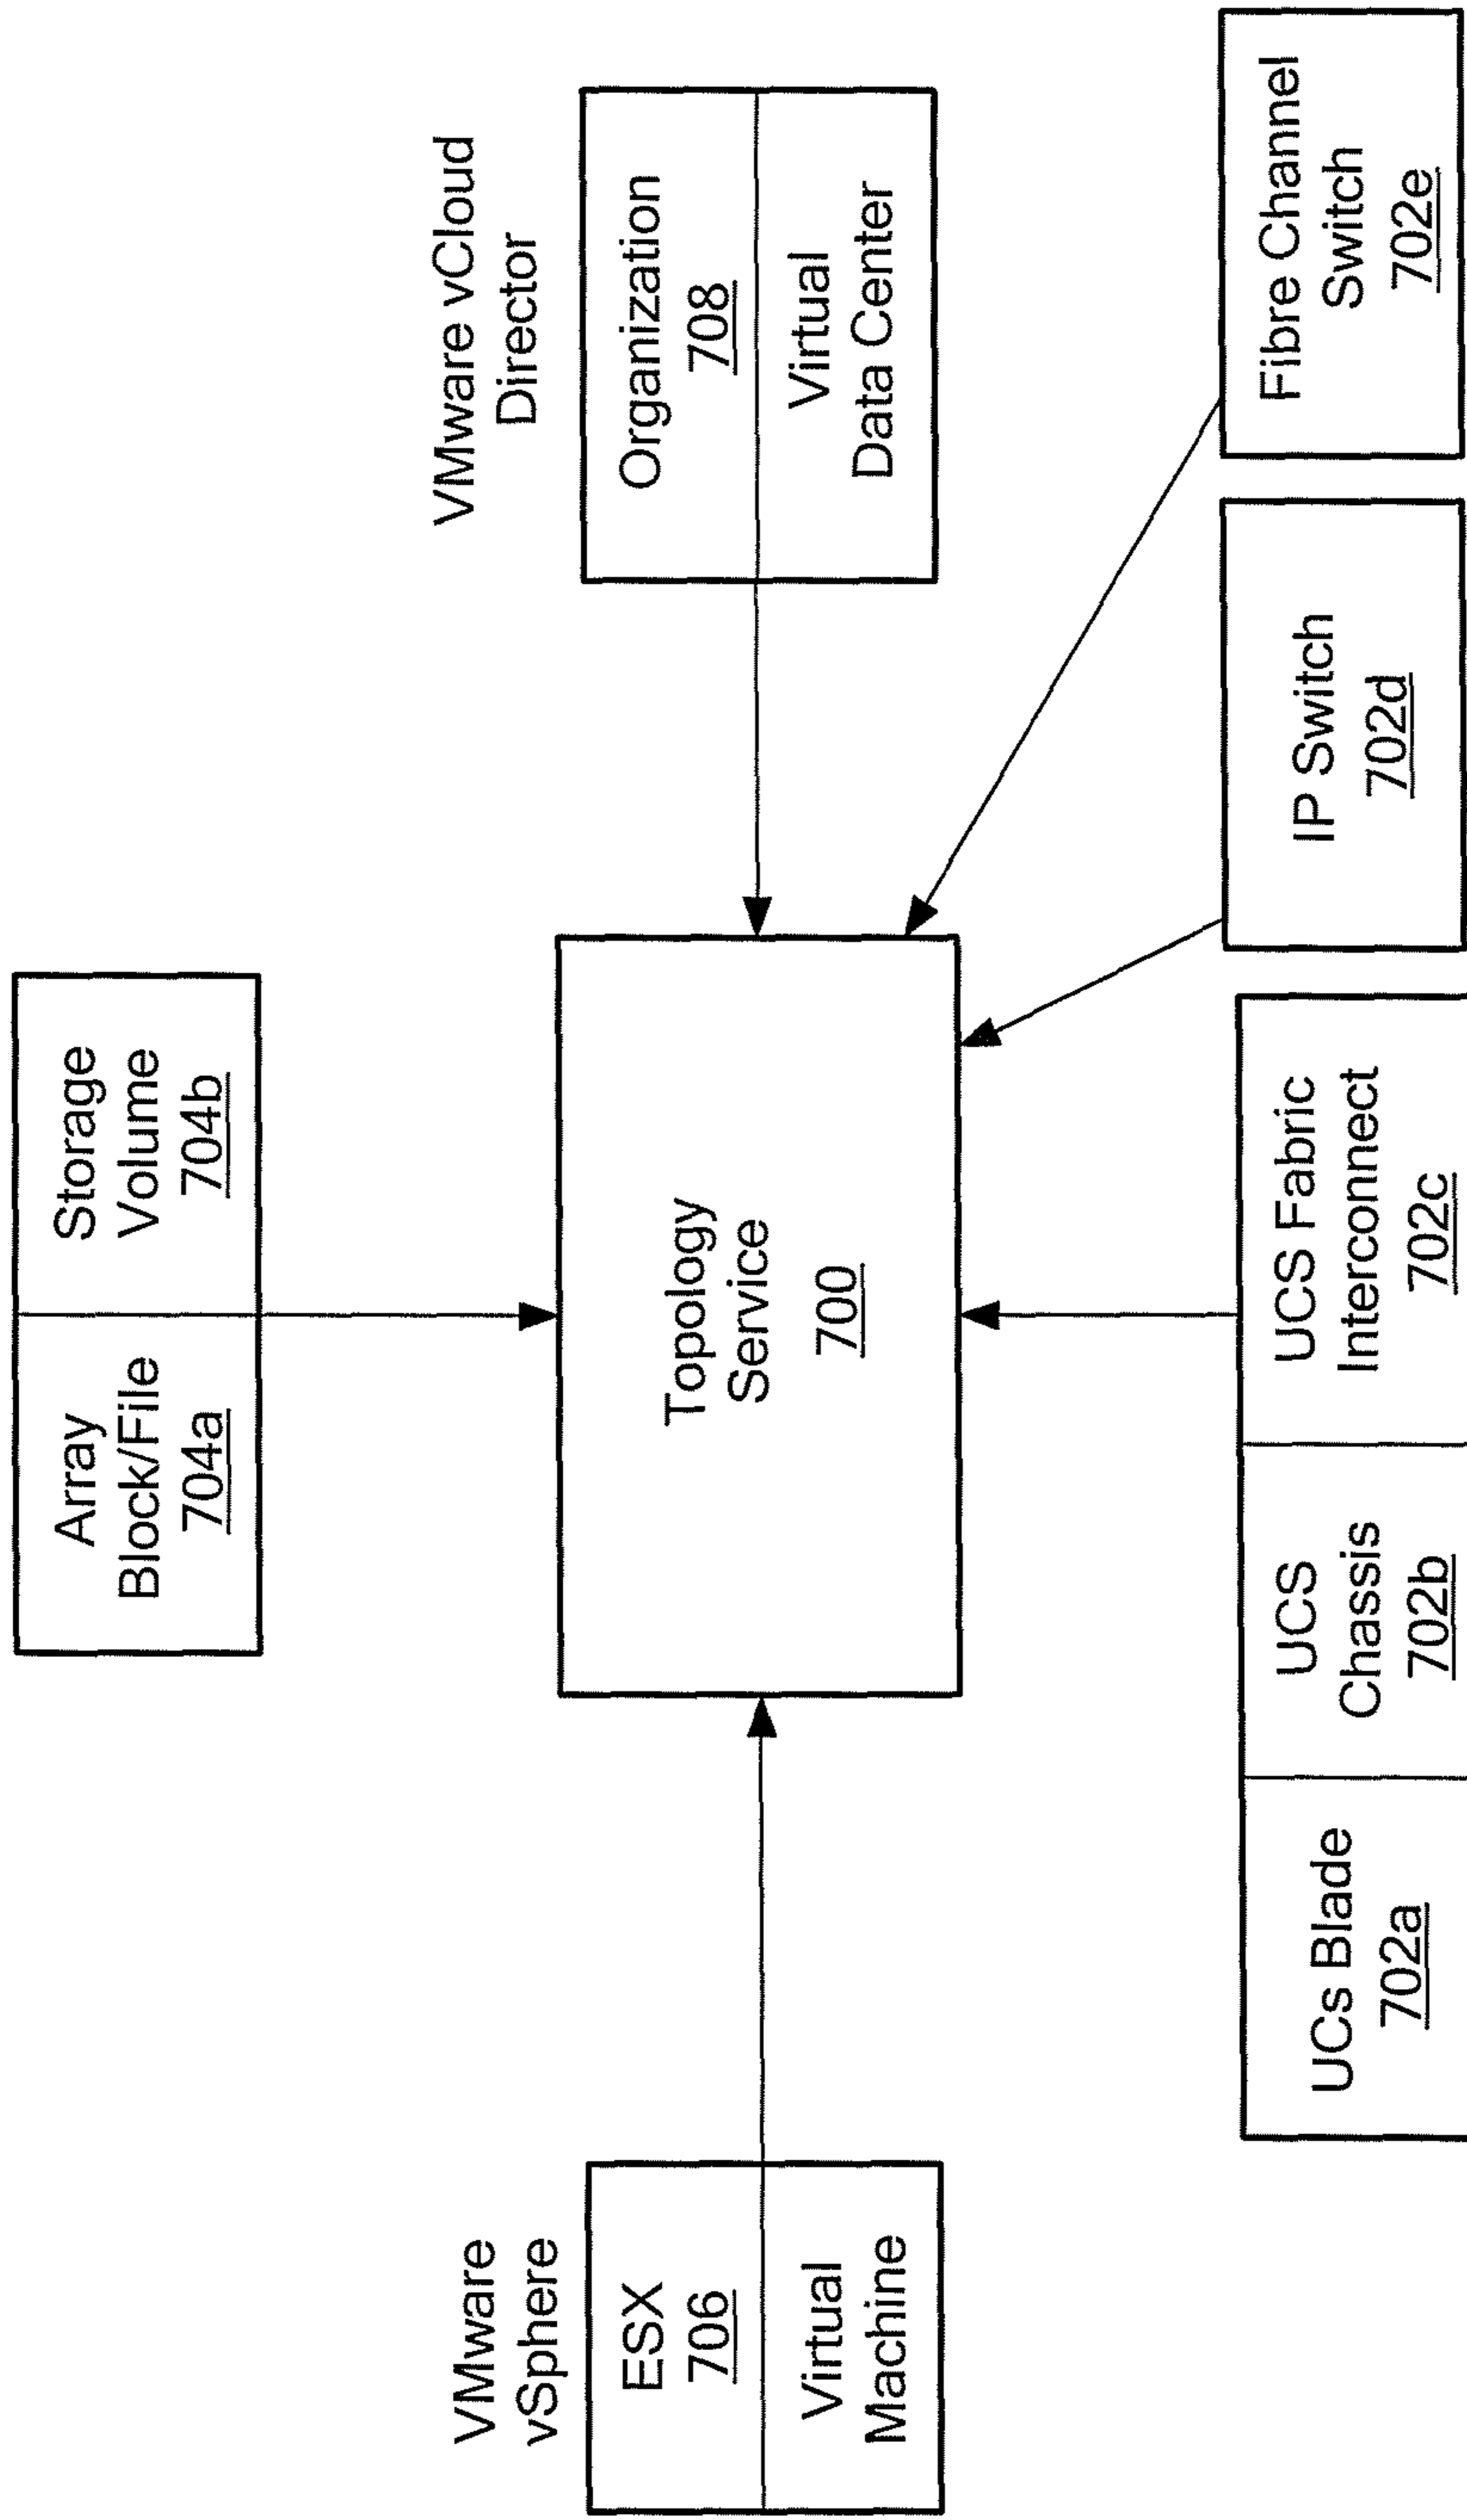 Array
Block/File
704a
Storage
Volume
704b
VMware
vSphere
ESX
706
Virtual
Machine
Topology
Service
700
VMware vCloud
Director
Organization
708
Virtual
Data Center
UCs Blade
702a
UCS
Chassis
702b
UCS Fabric
Interconnect
702c
IP Switch
702d
Fibre Channel
Switch
702e